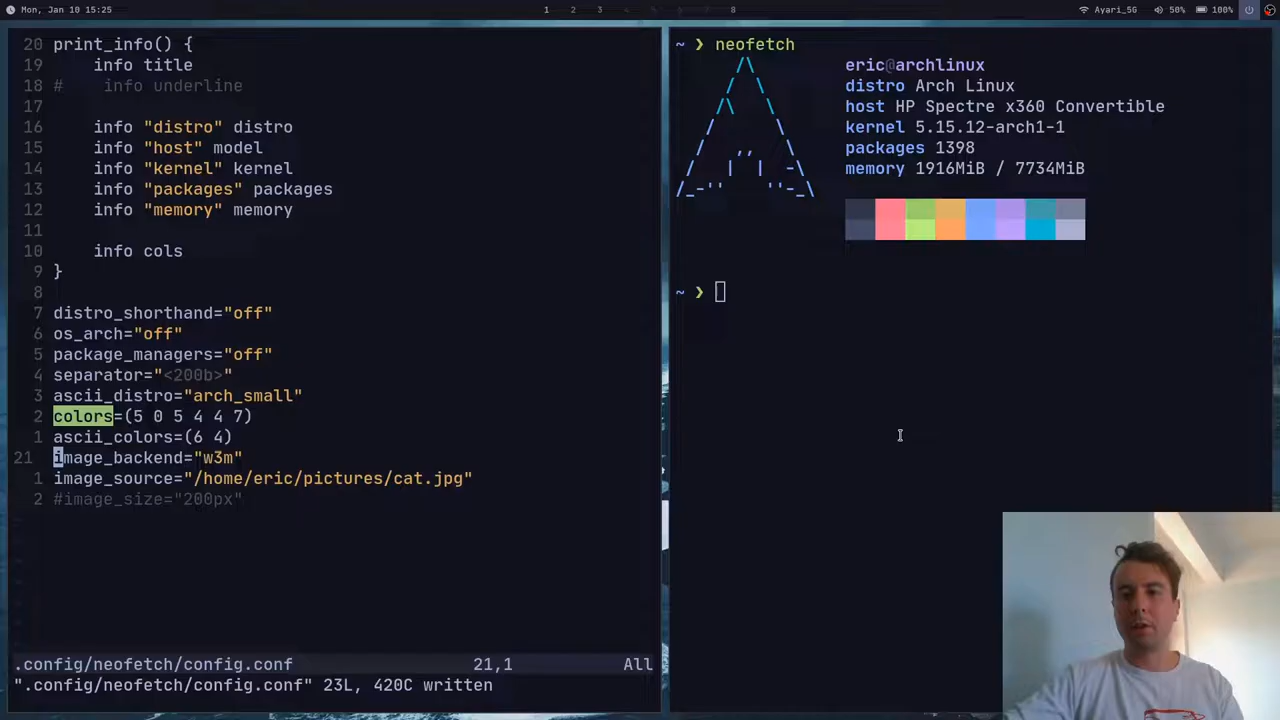 Mon, Jan 10 15:25
1 2 3 8
Ayari_5G 50% 100%
20 print_info() {
19 info title
18 # info underline
17
16 info "distro" distro
15 info "host" model
14 info "kernel" kernel
13 info "packages" packages
12 info "memory" memory
11
10 info cols
9 }
8
7 distro_shorthand="off"
6 os_arch="off"
5 package_managers="off"
4 separator="<200b>"
3 ascii_distro="arch_small"
2 colors=(5 0 5 4 4 7)
1 ascii_colors=(6 4)
21 image_backend="w3m"
1 image_source="/home/eric/pictures/cat.jpg"
2 #image_size="200px"
.config/neofetch/config.conf 21,1 All
".config/neofetch/config.conf" 23L, 420C written
~ ❯ neofetch
/\
/ \
/\ \
/ \
/ ,, \
/ | | -\
/_-'' ''-_\
eric@archlinux
distro Arch Linux
host HP Spectre x360 Convertible
kernel 5.15.12-arch1-1
packages 1398
memory 1916MiB / 7734MiB
~ ❯